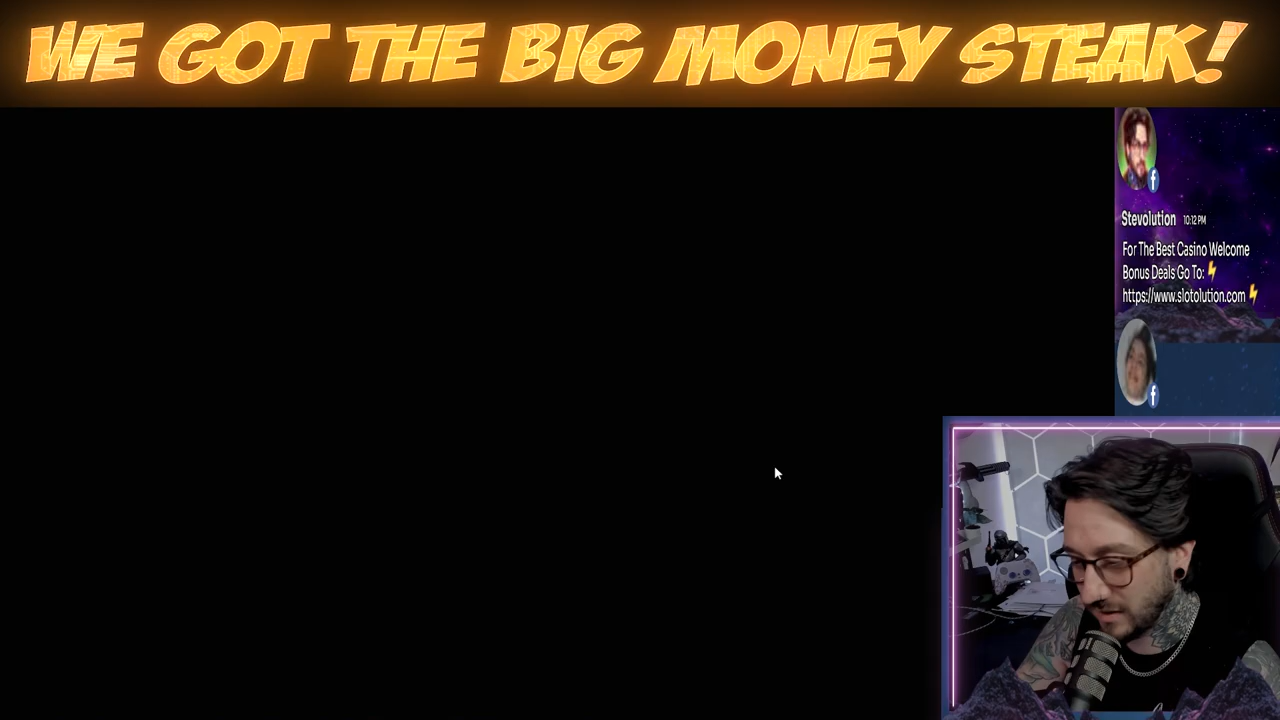 WE GOT THE BIG MONEY STEAK!
Stevolution 10:12 PM
For The Best Casino Welcome
Bonus Deals Go To: ⚡
https://www.slotolution.com ⚡